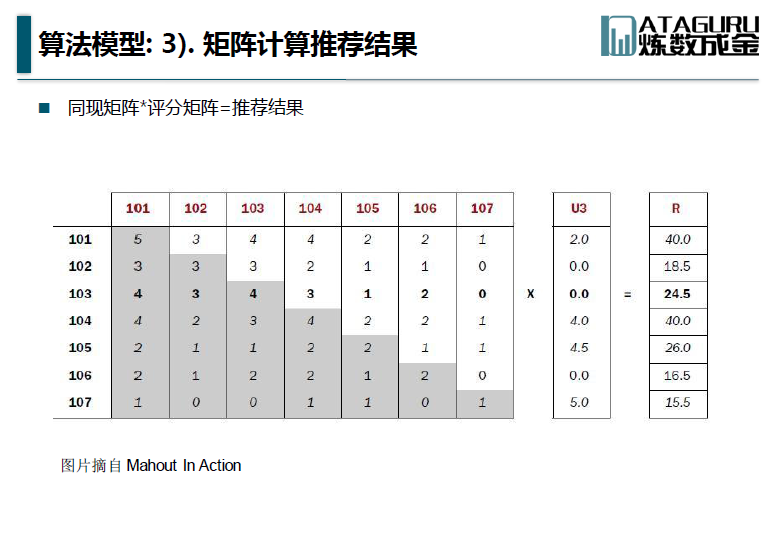 算法模型: 3). 矩阵计算推荐结果
ATAGURU
炼数成金
同现矩阵*评分矩阵=推荐结果
101 102 103 104 105 106 107 U3 R
101 5 3 4 4 2 2 1 2.0 40.0
102 3 3 3 2 1 1 0 0.0 18.5
103 4 3 4 3 1 2 0 X 0.0 = 24.5
104 4 2 3 4 2 2 1 4.0 40.0
105 2 1 1 2 2 1 1 4.5 26.0
106 2 1 2 2 1 2 0 0.0 16.5
107 1 0 0 1 1 0 1 5.0 15.5
图片摘自 Mahout In Action